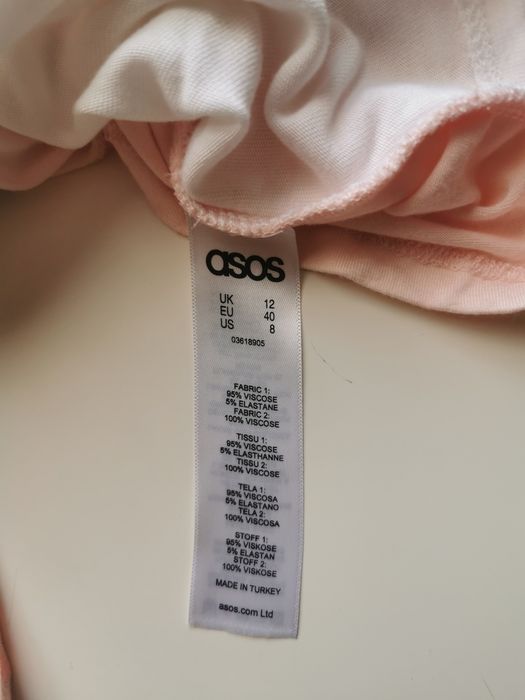 asos
UK 12
EU 40
US 8
03618905
FABRIC 1:
95% VISCOSE
5% ELASTANE
FABRIC 2:
100% VISCOSE
TISSU 1:
95% VISCOSE
5% ELASTHANNE
TISSU 2:
100% VISCOSE
TELA 1:
95% VISCOSA
5% ELASTANO
TELA 2:
100% VISCOSA
STOFF 1:
95% VISKOSE
5% ELASTAN
STOFF 2:
100% VISKOSE
MADE IN TURKEY
asos.com Ltd